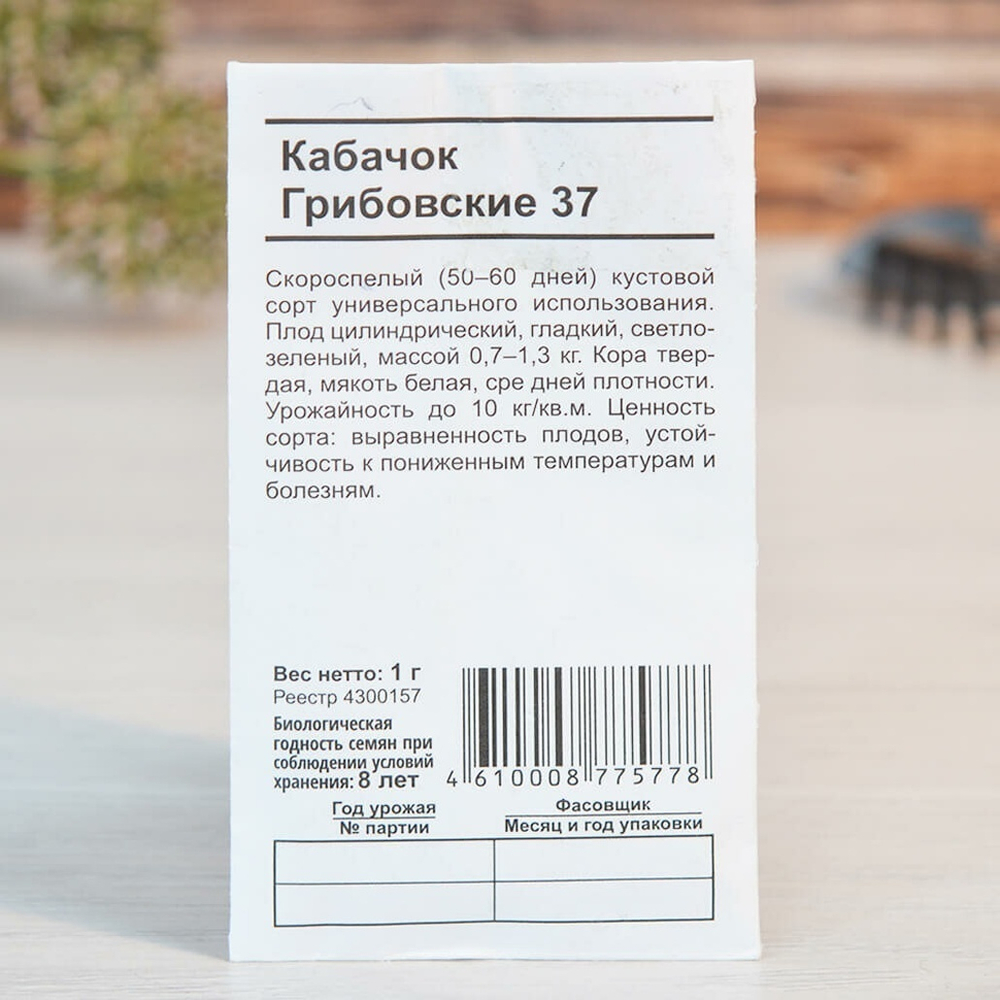 Кабачок
Грибовские 37
Скороспелый (50–60 дней) кустовой
сорт универсального использования.
Плод цилиндрический, гладкий, светло-
зеленый, массой 0,7–1,3 кг. Кора твер-
дая, мякоть белая, сре дней плотности.
Урожайность до 10 кг/кв.м. Ценность
сорта: выравненность плодов, устой-
чивость к пониженным температурам и
болезням.
Вес нетто: 1 г
Реестр 4300157
Биологическая
годность семян при
соблюдении условий
хранения: 8 лет
4 610008 775778
Год урожая
№ партии
Фасовщик
Месяц и год упаковки